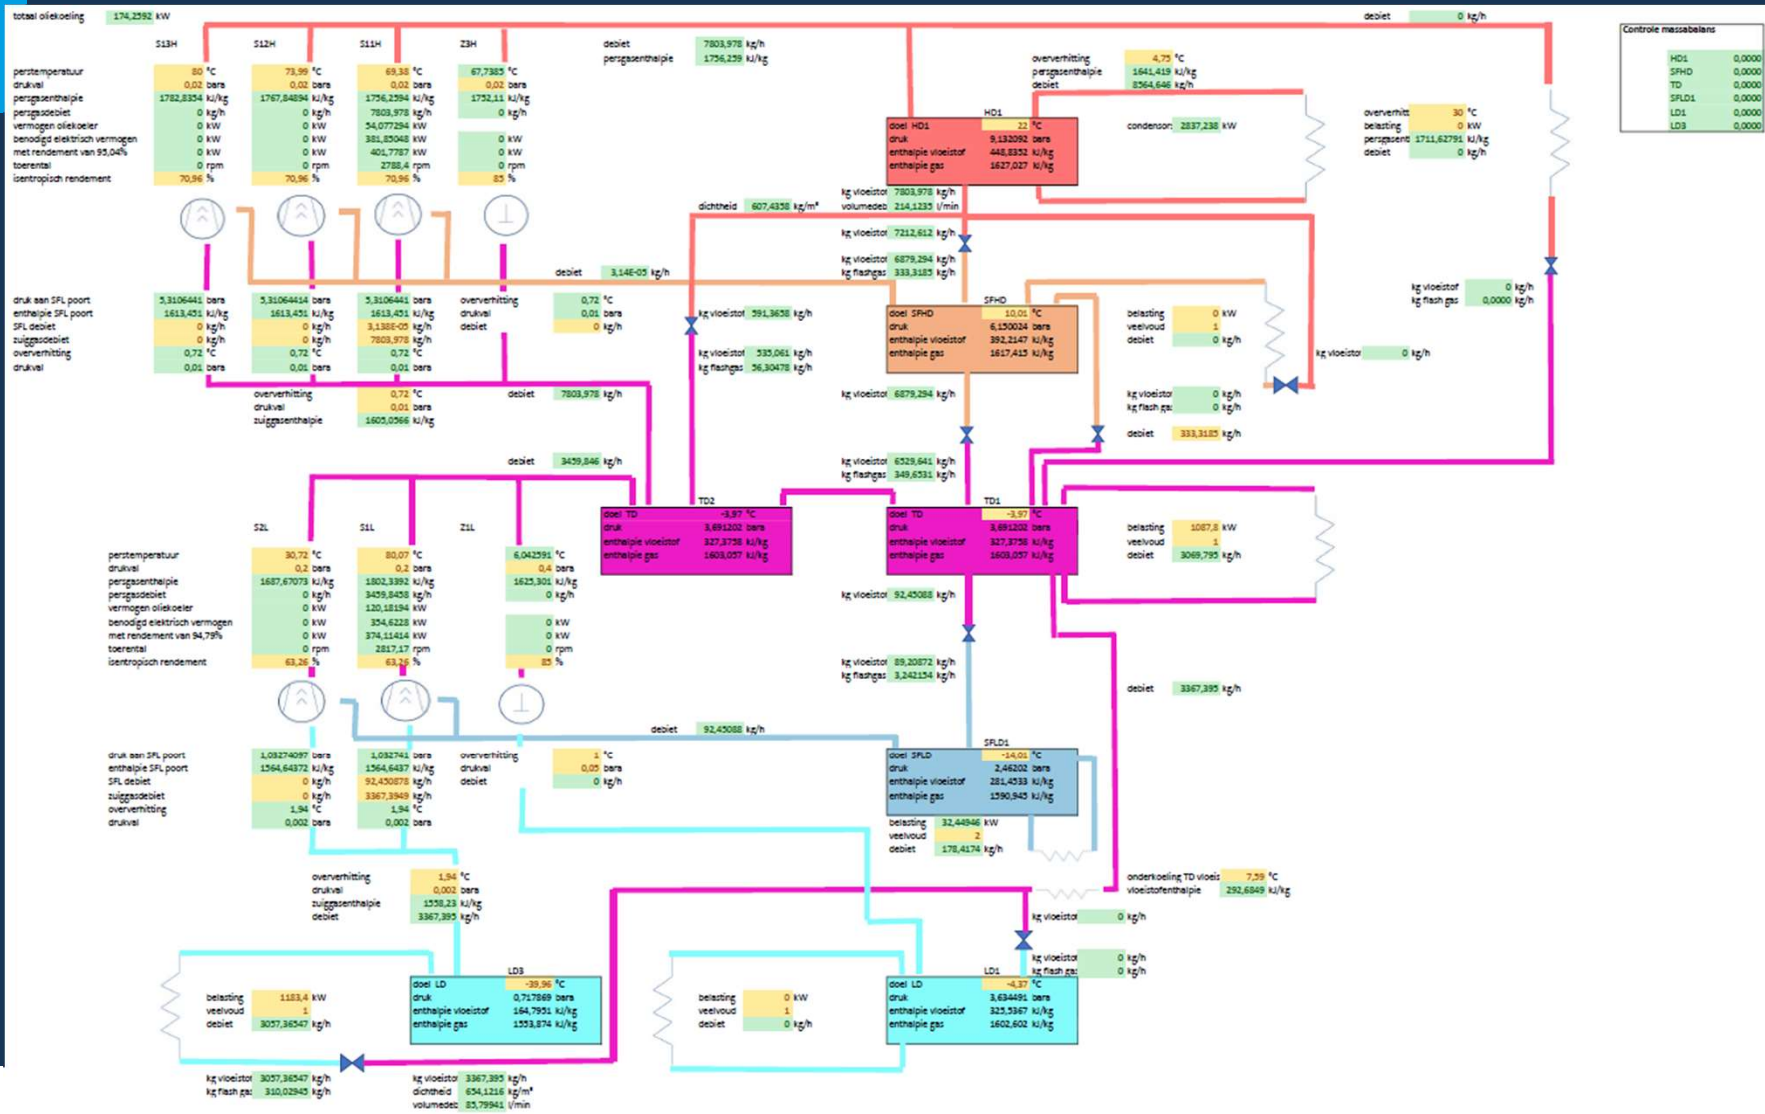 totaal oliekoeling 174,2592 kW
debiet 0 kg/h
Controle massabalans
HD1 0,0000
SFHD 0,0000
TD 0,0000
SFLD1 0,0000
LD1 0,0000
LD3 0,0000
S13H S12H S11H Z3H
debiet 7803,978 kg/h
persgasenthalpie 1756,259 kJ/kg
perstemperatuur 80 °C 73,99 °C 69,38 °C 67,7385 °C
drukval 0,02 bara 0,02 bara 0,02 bara 0,02 bara
persgasenthalpie 1782,8354 kJ/kg 1767,84894 kJ/kg 1756,2594 kJ/kg 1752,11 kJ/kg
persgasdebiet 0 kg/h 0 kg/h 7803,978 kg/h 0 kg/h
vermogen oliekoeler 0 kW 0 kW 54,077294 kW
benodigd elektrisch vermogen 0 kW 0 kW 381,85048 kW 0 kW
met rendement van 95,04% 0 kW 0 kW 401,7787 kW 0 kW
toerental 0 rpm 0 rpm 2788,4 rpm 0 rpm
isentropisch rendement 70,96 % 70,96 % 70,96 % 85 %
oververhitting 4,75 °C
persgasenthalpie 1641,419 kJ/kg
debiet 8564,646 kg/h
HD1
doel HD1 22 °C
druk 9,132092 bara
enthalpie vloeistof 448,8352 kJ/kg
enthalpie gas 1627,027 kJ/kg
condensor: 2837,238 kW
oververhitt 30 °C
belasting 0 kW
persgasent 1711,62791 kJ/kg
debiet 0 kg/h
kg vloeistof 7803,978 kg/h
dichtheid 607,4358 kg/m³ volumedeb 214,1235 l/min
kg vloeistof 7212,612 kg/h
kg vloeistof 6879,294 kg/h
kg flashgas 333,3185 kg/h
debiet 3,14E-05 kg/h
kg vloeistof 0 kg/h
kg flash gas 0,0000 kg/h
druk aan SFL poort 5,3106441 bara 5,31064414 bara 5,3106441 bara
enthalpie SFL poort 1613,451 kJ/kg 1613,451 kJ/kg 1613,451 kJ/kg
SFL debiet 0 kg/h 0 kg/h 3,138E-05 kg/h
zuiggasdebiet 0 kg/h 0 kg/h 7803,978 kg/h
oververhitting 0,72 °C 0,72 °C 0,72 °C
drukval 0,01 bara 0,01 bara 0,01 bara
oververhitting 0,72 °C
drukval 0,01 bara
debiet 0 kg/h
kg vloeistof 591,3658 kg/h
kg vloeistof 535,061 kg/h
kg flashgas 56,30478 kg/h
SFHD
doel SFHD 10,01 °C
druk 6,150024 bara
enthalpie vloeistof 392,2147 kJ/kg
enthalpie gas 1617,415 kJ/kg
belasting 0 kW
veelvoud 1
debiet 0 kg/h
kg vloeistof 0 kg/h
oververhitting 0,72 °C
drukval 0,01 bara
zuiggasenthalpie 1605,0566 kJ/kg
debiet 7803,978 kg/h
kg vloeistof 6879,294 kg/h
kg vloeistof 0 kg/h
kg flash gas 0 kg/h
debiet 333,3185 kg/h
debiet 3459,846 kg/h
kg vloeistof 6529,641 kg/h
kg flashgas 349,6531 kg/h
TD2
doel TD -3,97 °C
druk 3,691202 bara
enthalpie vloeistof 327,3758 kJ/kg
enthalpie gas 1603,057 kJ/kg
TD1
doel TD -3,97 °C
druk 3,691202 bara
enthalpie vloeistof 327,3758 kJ/kg
enthalpie gas 1603,057 kJ/kg
belasting 1087,8 kW
veelvoud 1
debiet 3069,795 kg/h
S2L S1L Z1L
perstemperatuur 30,72 °C 80,07 °C 6,042591 °C
drukval 0,2 bara 0,2 bara 0,4 bara
persgasenthalpie 1687,67073 kJ/kg 1802,3392 kJ/kg 1625,301 kJ/kg
persgasdebiet 0 kg/h 3459,8458 kg/h 0 kg/h
vermogen oliekoeler 0 kW 120,18194 kW
benodigd elektrisch vermogen 0 kW 354,6228 kW 0 kW
met rendement van 94,79% 0 kW 374,11414 kW 0 kW
toerental 0 rpm 2817,17 rpm 0 rpm
isentropisch rendement 63,26 % 63,26 % 85 %
kg vloeistof 92,45088 kg/h
kg vloeistof 89,20872 kg/h
kg flashgas 3,242154 kg/h
debiet 3367,395 kg/h
debiet 92,45088 kg/h
druk aan SFL poort 1,03274097 bara 1,032741 bara
enthalpie SFL poort 1564,64372 kJ/kg 1564,6437 kJ/kg
SFL debiet 0 kg/h 92,450878 kg/h
zuiggasdebiet 0 kg/h 3367,3949 kg/h
oververhitting 1,94 °C 1,94 °C
drukval 0,002 bara 0,002 bara
oververhitting 1 °C
drukval 0,05 bara
debiet 0 kg/h
SFLD1
doel SFLD -14,01 °C
druk 2,46202 bara
enthalpie vloeistof 281,4533 kJ/kg
enthalpie gas 1590,945 kJ/kg
belasting 32,44946 kW
veelvoud 2
debiet 178,4174 kg/h
oververhitting 1,94 °C
drukval 0,002 bara
zuiggasenthalpie 1558,23 kJ/kg
debiet 3367,395 kg/h
onderkoeling TD vloeis 7,59 °C
vloeistofenthalpie 292,6849 kJ/kg
kg vloeistof 0 kg/h
kg vloeistof 0 kg/h
kg flash gas 0 kg/h
LD3
doel LD -39,96 °C
druk 0,717869 bara
enthalpie vloeistof 164,7951 kJ/kg
enthalpie gas 1553,874 kJ/kg
belasting 1183,4 kW
veelvoud 1
debiet 3057,36547 kg/h
LD1
doel LD -4,37 °C
druk 3,634491 bara
enthalpie vloeistof 325,5367 kJ/kg
enthalpie gas 1602,602 kJ/kg
belasting 0 kW
veelvoud 1
debiet 0 kg/h
kg vloeistof 3057,36547 kg/h
kg flash gas 310,02945 kg/h
kg vloeistof 3367,395 kg/h
dichtheid 654,1216 kg/m³
volumedeb 85,79941 l/min